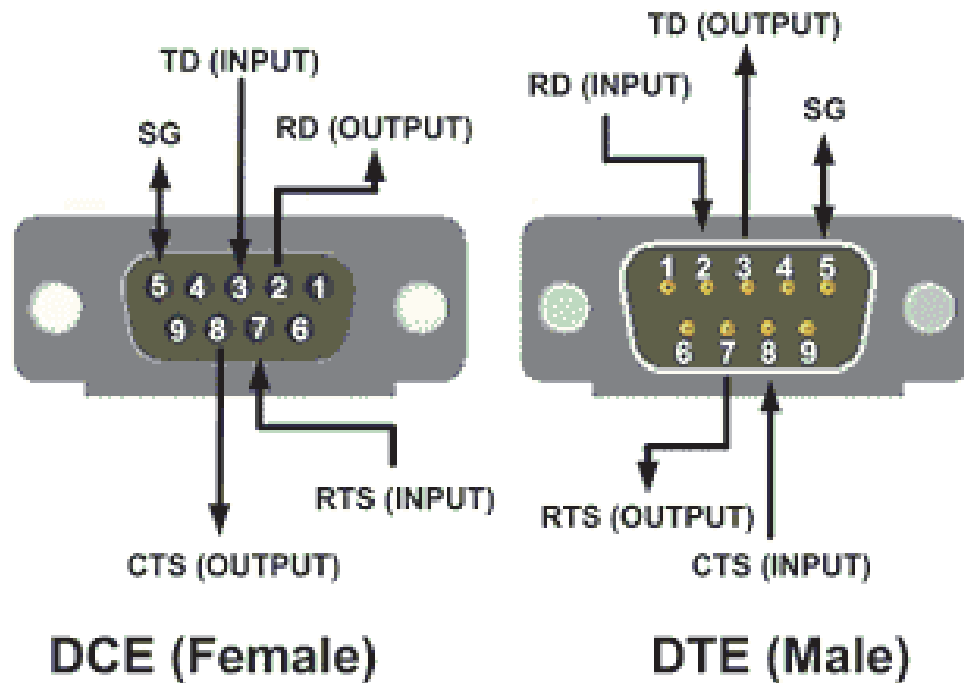 TD (OUTPUT)
TD (INPUT)
RD (INPUT)
SG
RD (OUTPUT)
SG
5 4 3 2 1
9 8 7 6
1 2 3 4 5
6 7 8 9
RTS (INPUT)
RTS (OUTPUT)
CTS (OUTPUT)
CTS (INPUT)
DCE (Female)
DTE (Male)